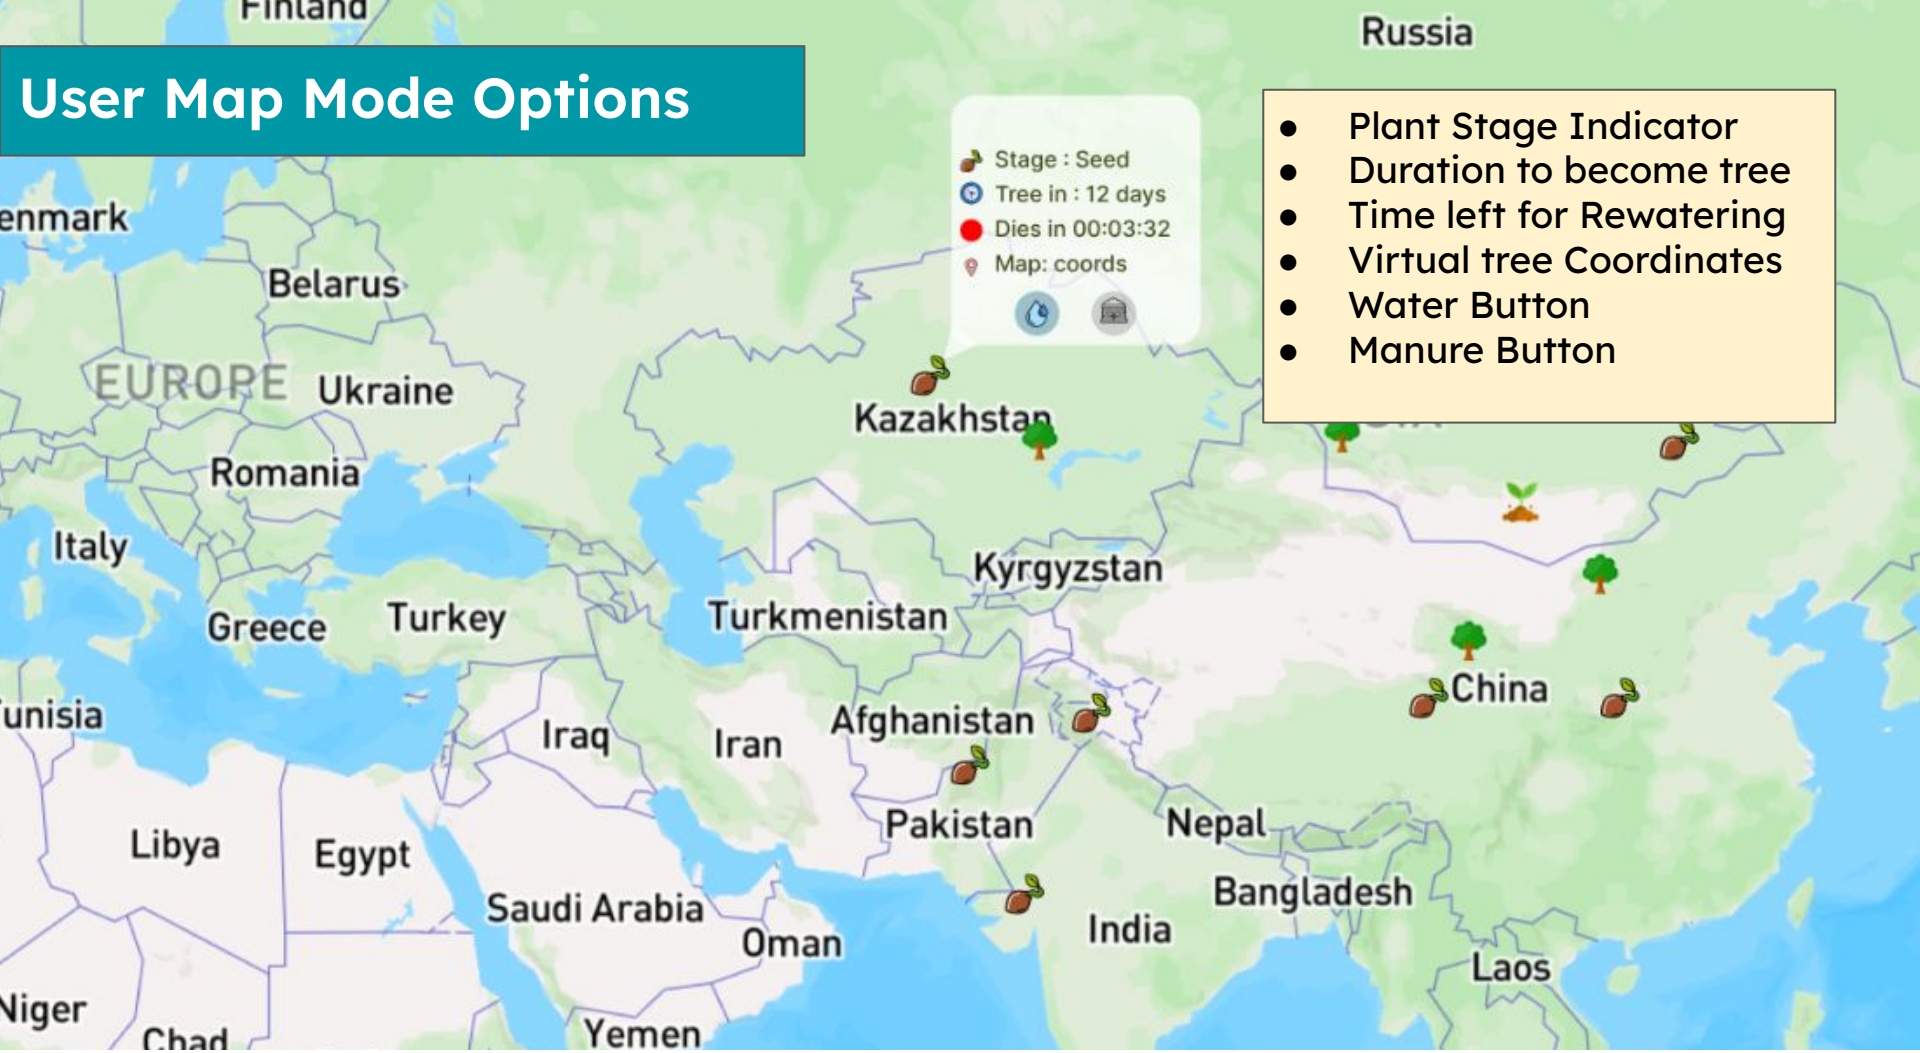 Finland
Russia
User Map Mode Options
● Plant Stage Indicator
● Duration to become tree
● Time left for Rewatering
● Virtual tree Coordinates
● Water Button
● Manure Button
Stage : Seed
Tree in : 12 days
Dies in 00:03:32
Map: coords
enmark
Belarus
EUROPE
Ukraine
Kazakhstan
Romania
Italy
Kyrgyzstan
Greece
Turkey
Turkmenistan
China
unisia
Iraq
Iran
Afghanistan
Libya
Egypt
Pakistan
Nepal
Saudi Arabia
Bangladesh
Oman
India
Laos
Niger
Chad
Yemen